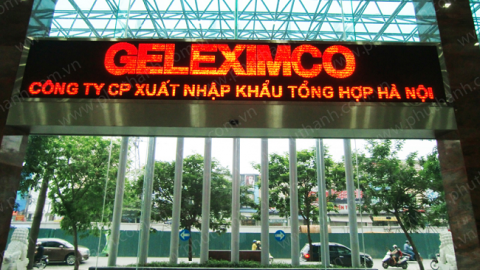 GELEXIMCO
CÔNG TY CP XUẤT NHẬP KHẨU TỔNG HỢP HÀ NỘI